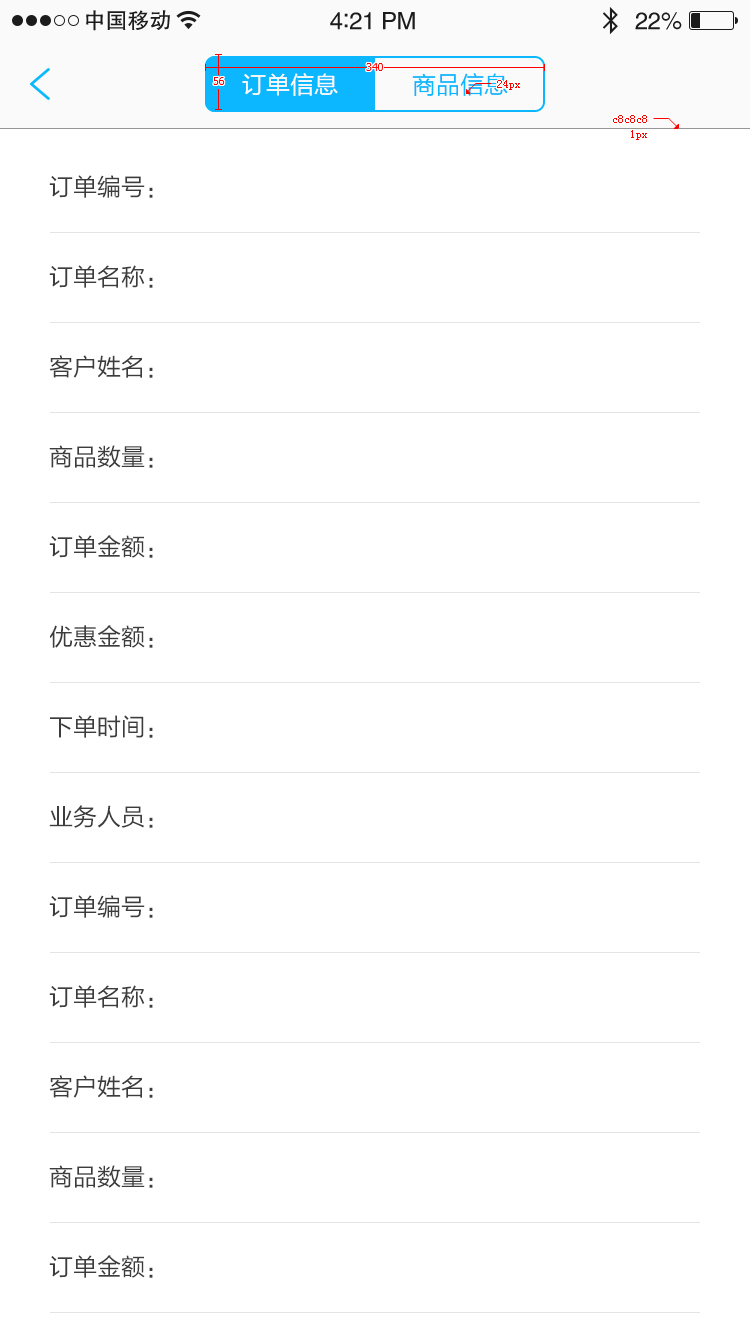 中国移动 4:21 PM 22%
订单信息 商品信息
340
56
24px
c8c8c8
1px
订单编号:
订单名称:
客户姓名:
商品数量:
订单金额:
优惠金额:
下单时间:
业务人员:
订单编号:
订单名称:
客户姓名:
商品数量:
订单金额: